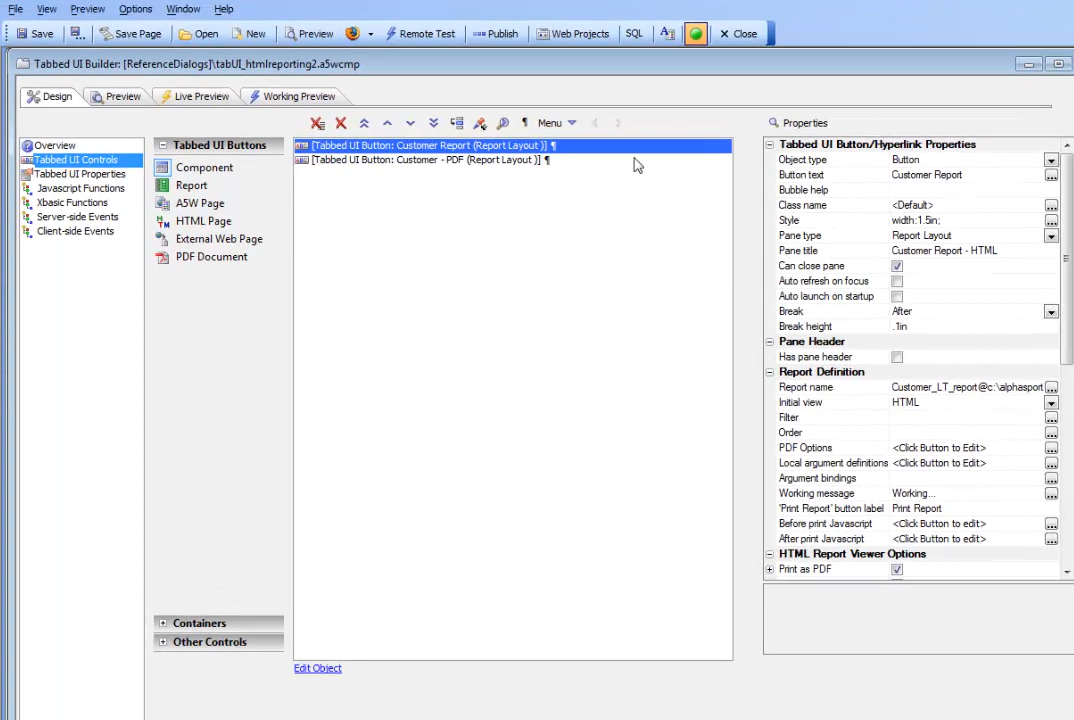 File View Preview Options Window Help
Save Save Page Open New Preview Remote Test Publish Web Projects SQL A Close
Tabbed UI Builder: [ReferenceDialogs]\tabUI_htmlreporting2.a5wcmp
Design Preview Live Preview Working Preview
Menu
Overview
Tabbed UI Controls
Tabbed UI Properties
Javascript Functions
Xbasic Functions
Server-side Events
Client-side Events
Tabbed UI Buttons
Component
Report
A5W Page
HTML Page
External Web Page
PDF Document
Containers
Other Controls
[Tabbed UI Button: Customer Report (Report Layout )] ¶
[Tabbed UI Button: Customer - PDF (Report Layout )] ¶
Edit Object
Properties
Tabbed UI Button/Hyperlink Properties
Object type Button
Button text Customer Report ...
Bubble help
Class name <Default> ...
Style width:1.5in; ...
Pane type Report Layout
Pane title Customer Report - HTML
Can close pane
Auto refresh on focus
Auto launch on startup
Break After
Break height .1in
Pane Header
Has pane header
Report Definition
Report name Customer_LT_report@c:\alphasport ...
Initial view HTML
Filter ...
Order ...
PDF Options <Click Button to Edit> ...
Local argument definitions <Click Button to Edit> ...
Argument bindings ...
Working message Working... ...
'Print Report' button label Print Report
Before print Javascript <Click Button to edit> ...
After print Javascript <Click Button to edit> ...
HTML Report Viewer Options
Print as PDF